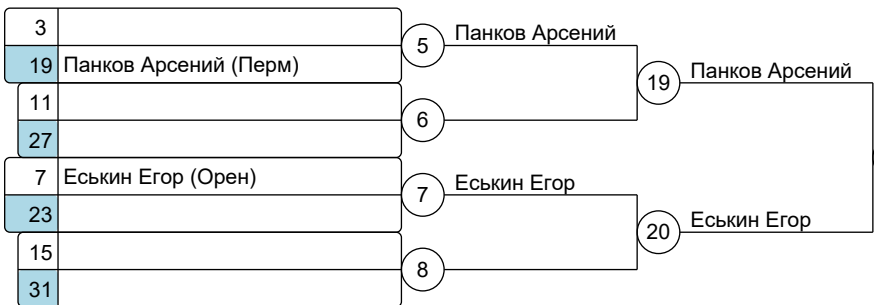 3
5
Панков Арсений
19
Панков Арсений (Перм)
19
Панков Арсений
11
6
27
7
Еськин Егор (Орен)
7
Еськин Егор
23
20
Еськин Егор
15
8
31